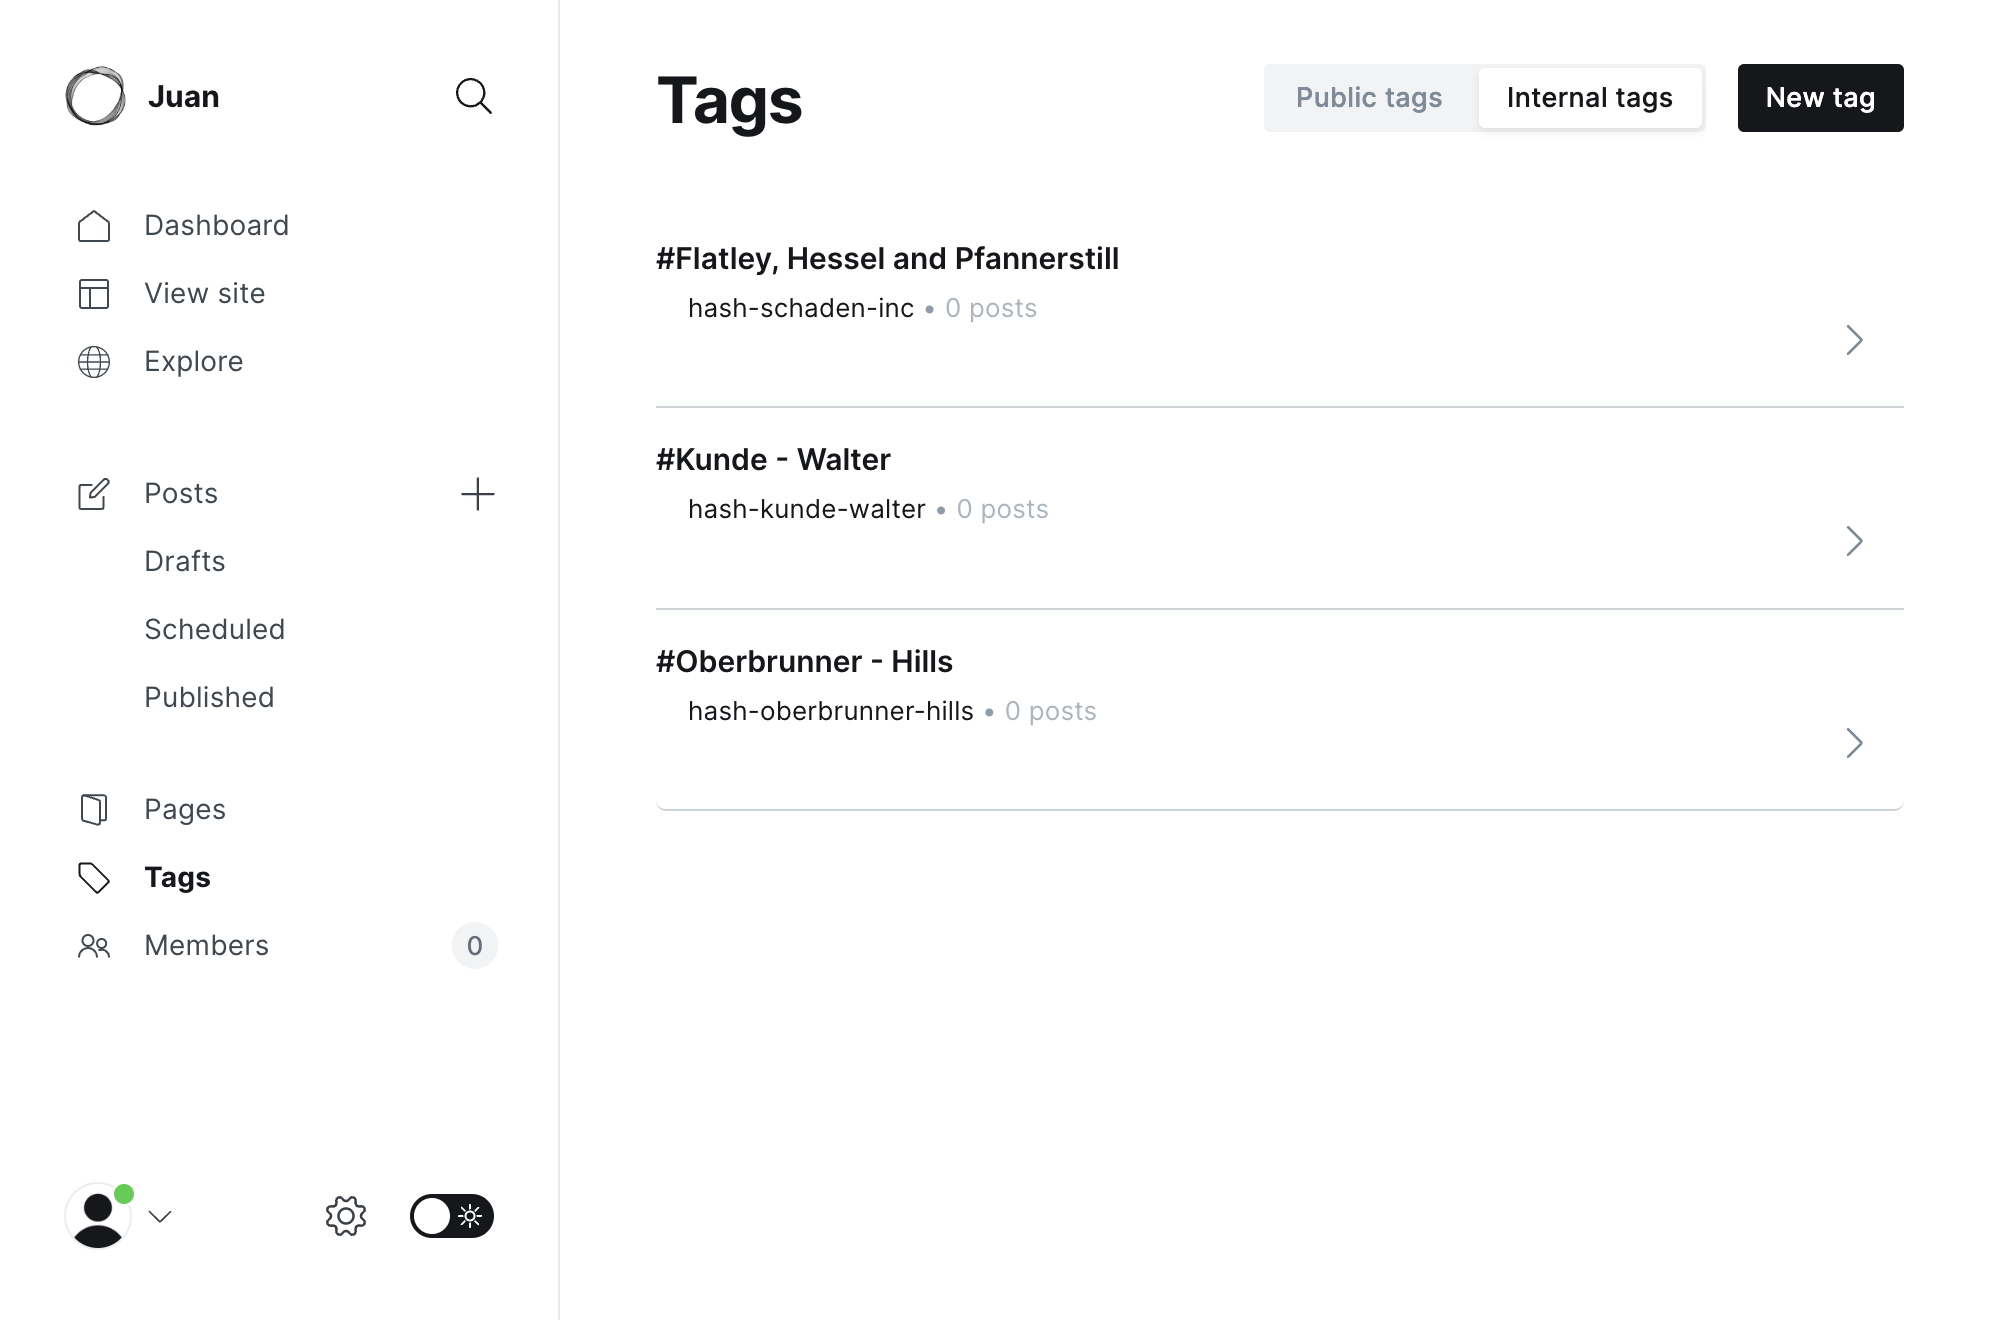 Juan
Dashboard
View site
Explore
Posts
Drafts
Scheduled
Published
Pages
Tags
Members 0
Tags
Public tags Internal tags New tag
#Flatley, Hessel and Pfannerstill
hash-schaden-inc • 0 posts
#Kunde - Walter
hash-kunde-walter • 0 posts
#Oberbrunner - Hills
hash-oberbrunner-hills • 0 posts